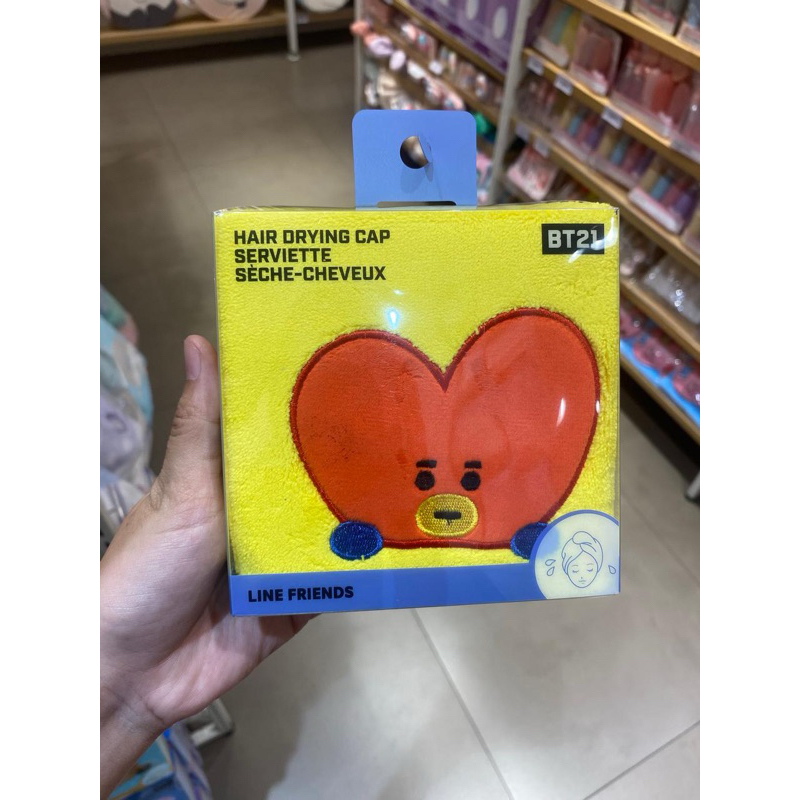 HAIR DRYING CAP
SERVIETTE
SÈCHE-CHEVEUX
BT21
LINE FRIENDS